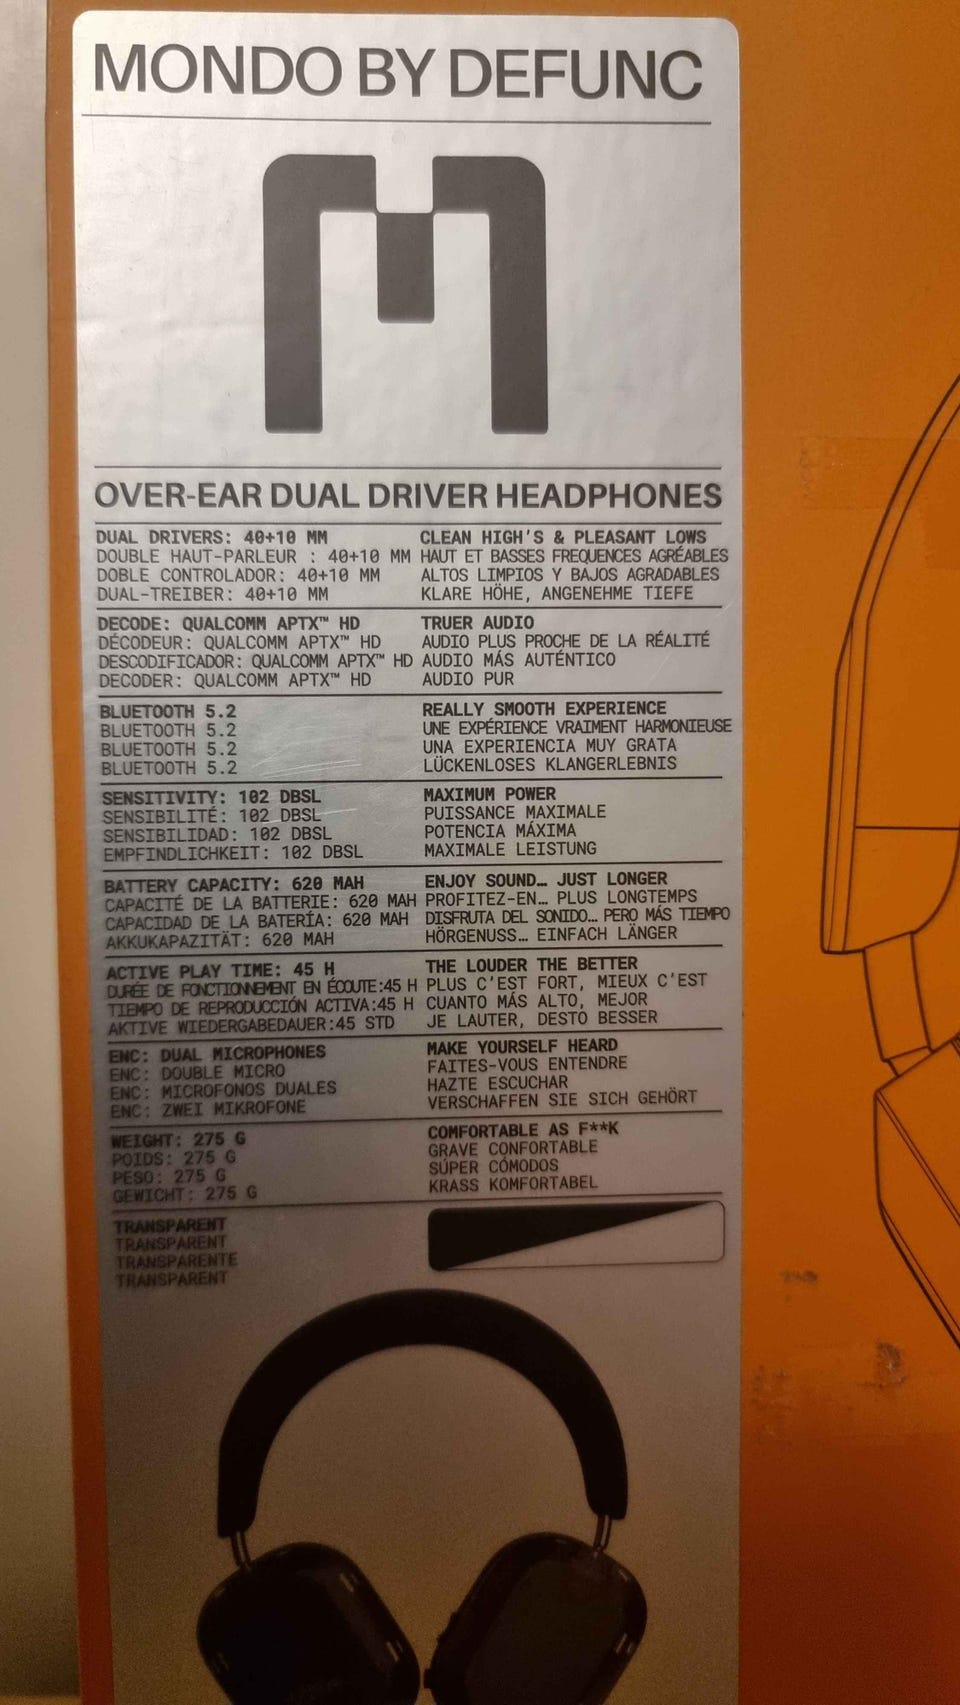 MONDO BY DEFUNC
OVER-EAR DUAL DRIVER HEADPHONES
DUAL DRIVERS: 40+10 MM CLEAN HIGH'S & PLEASANT LOWS
DOUBLE HAUT-PARLEUR : 40+10 MM HAUT ET BASSES FREQUENCES AGRÉABLES
DOBLE CONTROLADOR: 40+10 MM ALTOS LIMPIOS Y BAJOS AGRADABLES
DUAL-TREIBER: 40+10 MM KLARE HÖHE, ANGENEHME TIEFE
DECODE: QUALCOMM APTX™ HD TRUER AUDIO
DÉCODEUR: QUALCOMM APTX™ HD AUDIO PLUS PROCHE DE LA RÉALITÉ
DESCODIFICADOR: QUALCOMM APTX™ HD AUDIO MÁS AUTÉNTICO
DECODER: QUALCOMM APTX™ HD AUDIO PUR
BLUETOOTH 5.2 REALLY SMOOTH EXPERIENCE
BLUETOOTH 5.2 UNE EXPÉRIENCE VRAIMENT HARMONIEUSE
BLUETOOTH 5.2 UNA EXPERIENCIA MUY GRATA
BLUETOOTH 5.2 LÜCKENLOSES KLANGERLEBNIS
SENSITIVITY: 102 DBSL MAXIMUM POWER
SENSIBILITÉ: 102 DBSL PUISSANCE MAXIMALE
SENSIBILIDAD: 102 DBSL POTENCIA MÁXIMA
EMPFINDLICHKEIT: 102 DBSL MAXIMALE LEISTUNG
BATTERY CAPACITY: 620 MAH ENJOY SOUND… JUST LONGER
CAPACITÉ DE LA BATTERIE: 620 MAH PROFITEZ-EN… PLUS LONGTEMPS
CAPACIDAD DE LA BATERÍA: 620 MAH DISFRUTA DEL SONIDO… PERO MÁS TIEMPO
AKKUKAPAZITÄT: 620 MAH HÖRGENUSS… EINFACH LÄNGER
ACTIVE PLAY TIME: 45 H THE LOUDER THE BETTER
DURÉE DE FONCTIONNEMENT EN ÉCOUTE:45 H PLUS C'EST FORT, MIEUX C'EST
TIEMPO DE REPRODUCCIÓN ACTIVA:45 H CUANTO MÁS ALTO, MEJOR
AKTIVE WIEDERGABEDAUER:45 STD JE LAUTER, DESTO BESSER
ENC: DUAL MICROPHONES MAKE YOURSELF HEARD
ENC: DOUBLE MICRO FAITES-VOUS ENTENDRE
ENC: MICROFONOS DUALES HAZTE ESCUCHAR
ENC: ZWEI MIKROFONE VERSCHAFFEN SIE SICH GEHÖRT
WEIGHT: 275 G COMFORTABLE AS F**K
POIDS: 275 G GRAVE CONFORTABLE
PESO: 275 G SÚPER CÓMODOS
GEWICHT: 275 G KRASS KOMFORTABEL
TRANSPARENT
TRANSPARENT
TRANSPARENTE
TRANSPARENT